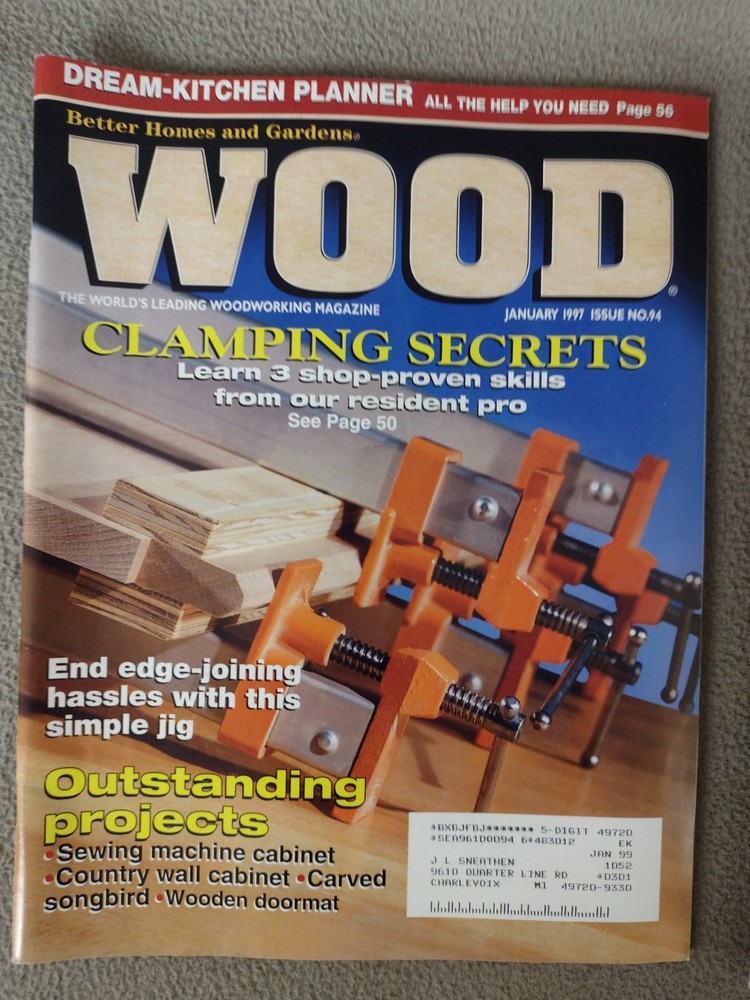 DREAM-KITCHEN PLANNER ALL THE HELP YOU NEED Page 56
Better Homes and Gardens®
WOOD®
THE WORLD'S LEADING WOODWORKING MAGAZINE
JANUARY 1997 ISSUE NO.94
CLAMPING SECRETS
Learn 3 shop-proven skills
from our resident pro
See Page 50
End edge-joining
hassles with this
simple jig
Outstanding
projects
•Sewing machine cabinet
•Country wall cabinet •Carved
songbird •Wooden doormat
*BXBJFBJ******* 5-DIGIT 49720
*SEA9610D094 6*483D12 EK
JAN 99
J L SNEATHEN 1052
9610 QUARTER LINE RD *D3D1
CHARLEVOIX MI 49720-9330